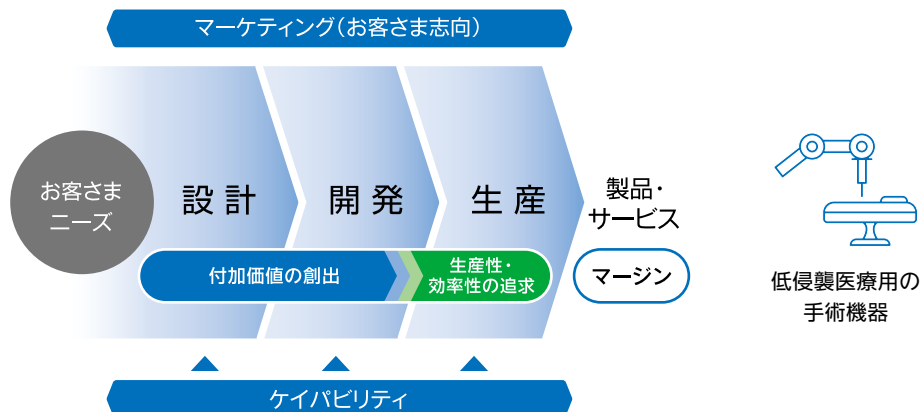 マーケティング（お客さま志向）
お客さま
ニーズ
設計
開発
生産
製品・
サービス
付加価値の創出
生産性・
効率性の追求
マージン
低侵襲医療用の
手術機器
ケイパビリティ